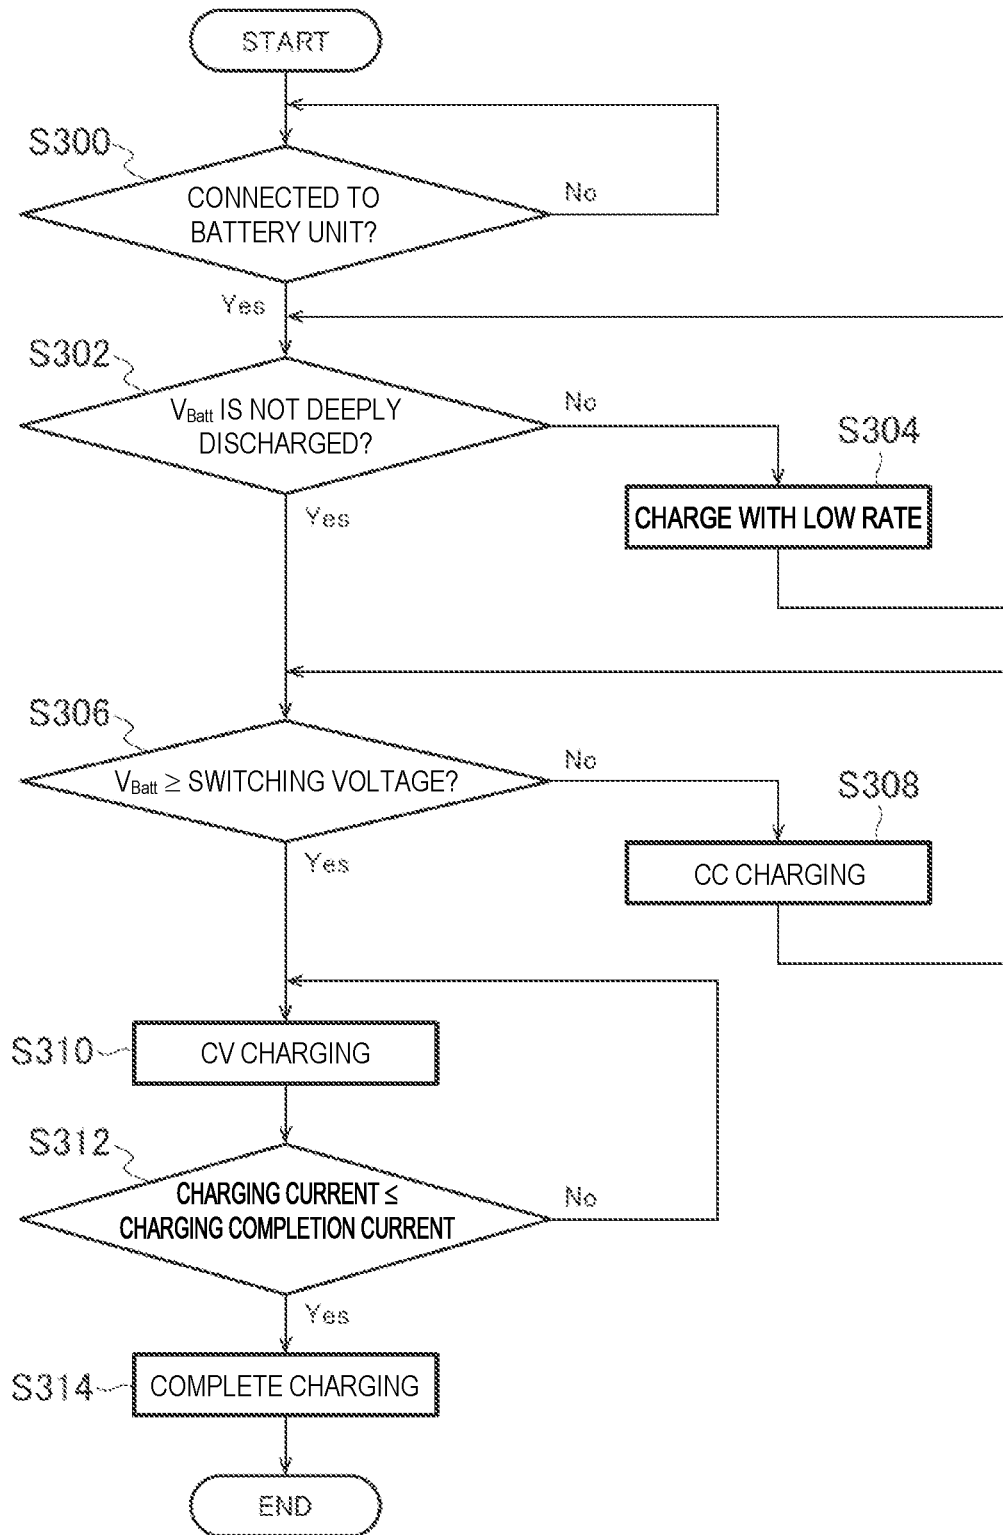 START
S300
CONNECTED TO
BATTERY UNIT?
No
Yes
S302
VBatt IS NOT DEEPLY
DISCHARGED?
No
S304
CHARGE WITH LOW RATE
Yes
S306
VBatt ≥ SWITCHING VOLTAGE?
No
S308
CC CHARGING
Yes
S310
CV CHARGING
S312
CHARGING CURRENT ≤
CHARGING COMPLETION CURRENT
No
Yes
S314
COMPLETE CHARGING
END